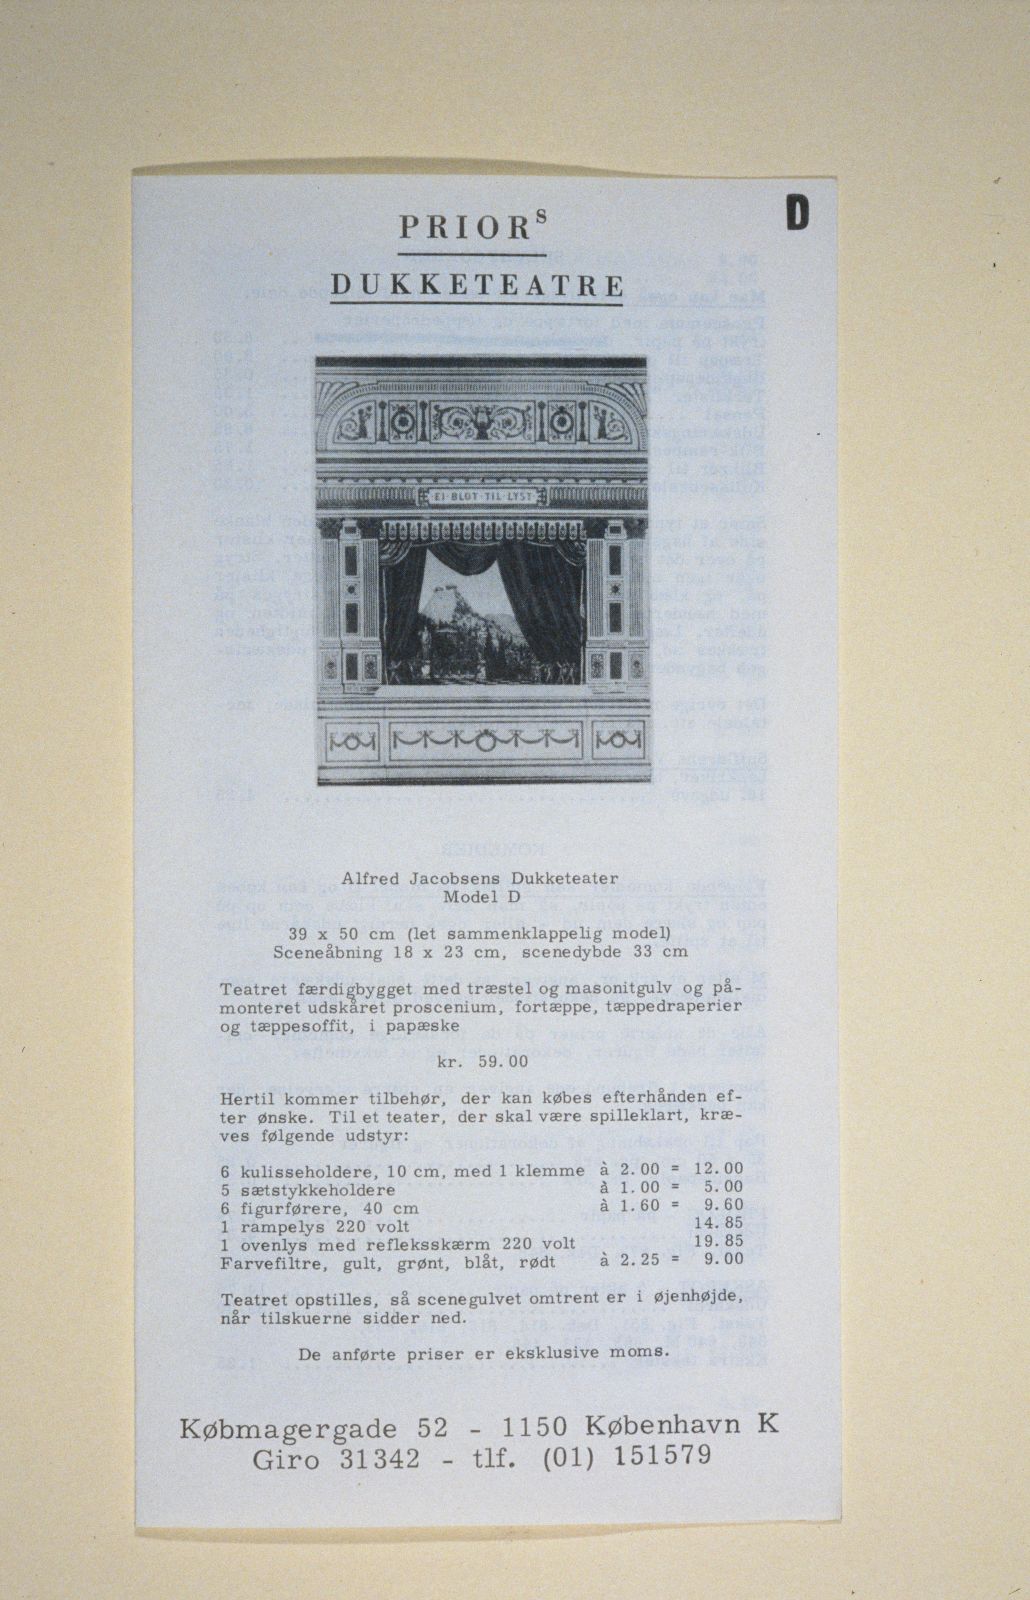 D
PRIORS
DUKKETEATRE
EI BLOT TIL LYST
Alfred Jacobsens Dukketeater
Model D
39 x 50 cm (let sammenklappelig model)
Sceneåbning 18 x 23 cm, scenedybde 33 cm
Teatret færdigbygget med træstel og masonitgulv og på-
monteret udskåret proscenium, fortæppe, tæppedraperier
og tæppesoffit, i papæske
kr. 59.00
Hertil kommer tilbehør, der kan købes efterhånden ef-
ter ønske. Til et teater, der skal være spilleklart, kræ-
ves følgende udstyr:
6 kulisseholdere, 10 cm, med 1 klemme à 2.00 = 12.00
5 sætstykkeholdere à 1.00 = 5.00
6 figurførere, 40 cm à 1.60 = 9.60
1 rampelys 220 volt 14.85
1 ovenlys med refleksskærm 220 volt 19.85
Farvefiltre, gult, grønt, blåt, rødt à 2.25 = 9.00
Teatret opstilles, så scenegulvet omtrent er i øjenhøjde,
når tilskuerne sidder ned.
De anførte priser er eksklusive moms.
Købmagergade 52 - 1150 København K
Giro 31342 - tlf. (01) 151579